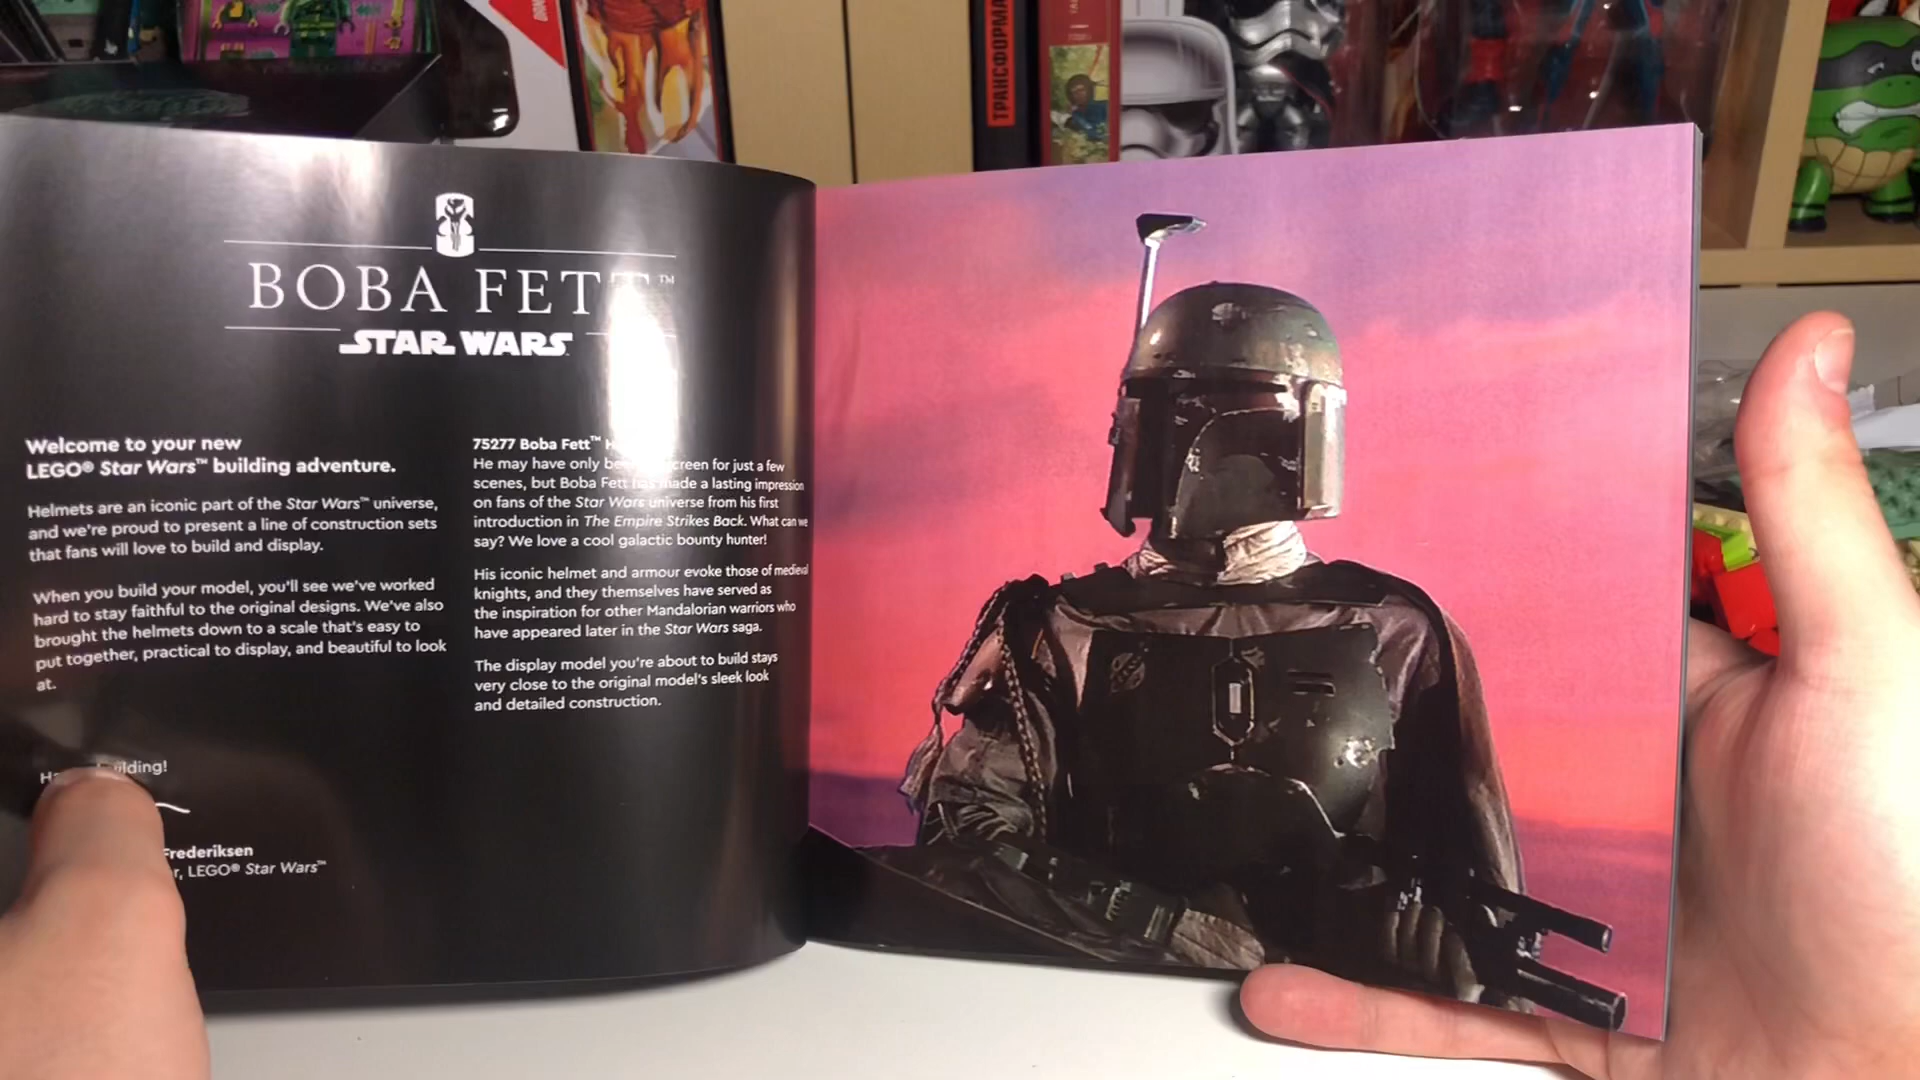 ТРАНСФОРМА
BOBA FETT™
STAR WARS
Welcome to your new
LEGO® Star Wars™ building adventure.
Helmets are an iconic part of the Star Wars™ universe,
and we're proud to present a line of construction sets
that fans will love to build and display.
When you build your model, you'll see we've worked
hard to stay faithful to the original designs. We've also
brought the helmets down to a scale that's easy to
put together, practical to display, and beautiful to look
at.
building!
Frederiksen
LEGO® Star Wars™
75277 Boba Fett™
He may have only screen for just a few
scenes, but Boba Fett has made a lasting impression
on fans of the Star Wars universe from his first
introduction in The Empire Strikes Back. What can we
say? We love a cool galactic bounty hunter!
His iconic helmet and armour evoke those of medieval
knights, and they themselves have served as
the inspiration for other Mandalorian warriors who
have appeared later in the Star Wars saga.
The display model you're about to build stays
very close to the original model's sleek look
and detailed construction.